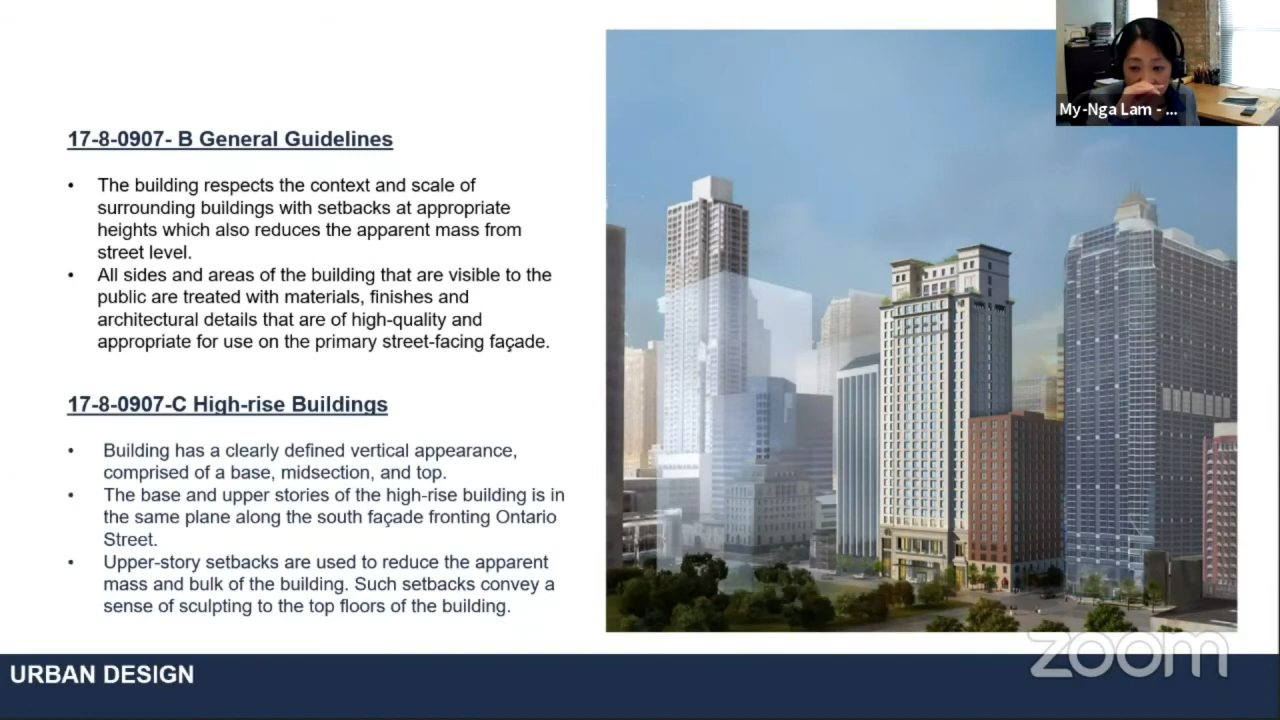 My-Nga Lam - ...
17-8-0907- B General Guidelines
• The building respects the context and scale of
surrounding buildings with setbacks at appropriate
heights which also reduces the apparent mass from
street level.
• All sides and areas of the building that are visible to the
public are treated with materials, finishes and
architectural details that are of high-quality and
appropriate for use on the primary street-facing façade.
17-8-0907-C High-rise Buildings
• Building has a clearly defined vertical appearance,
comprised of a base, midsection, and top.
• The base and upper stories of the high-rise building is in
the same plane along the south façade fronting Ontario
Street.
• Upper-story setbacks are used to reduce the apparent
mass and bulk of the building. Such setbacks convey a
sense of sculpting to the top floors of the building.
zoom
URBAN DESIGN